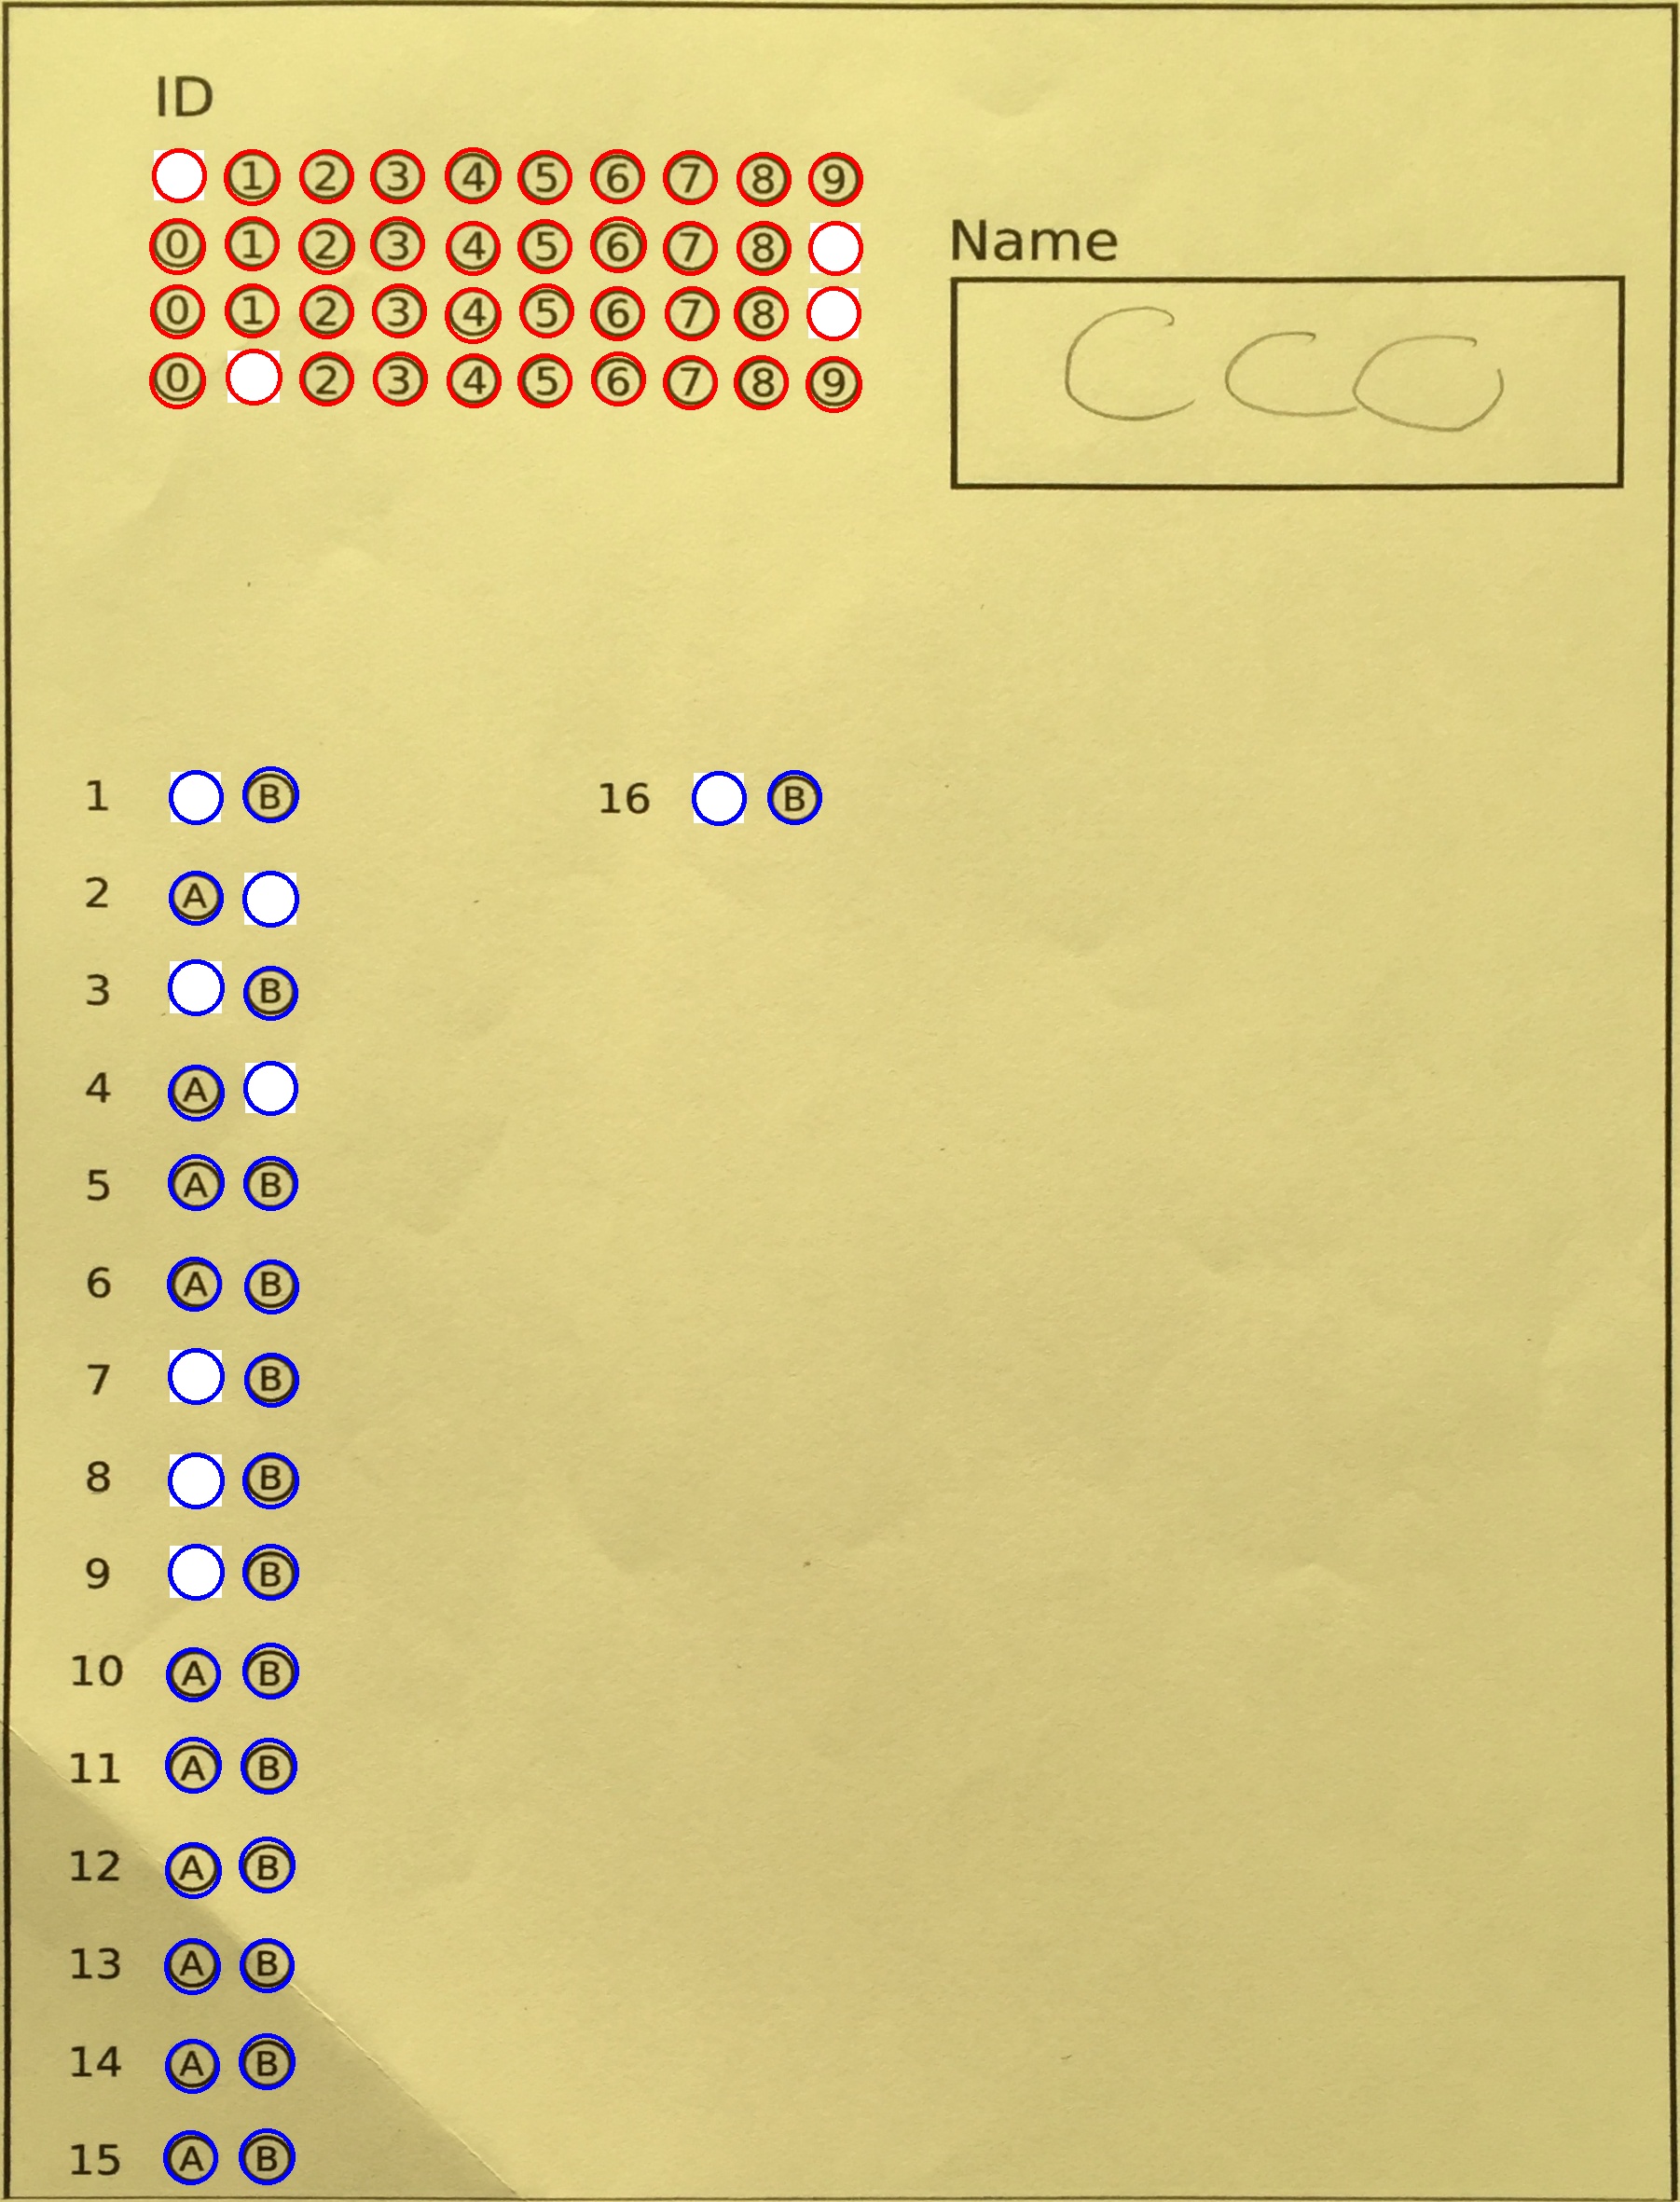 ID
1 2 3 4 5 6 7 8 9
0 1 2 3 4 5 6 7 8
0 1 2 3 4 5 6 7 8
0 2 3 4 5 6 7 8 9
Name
CCO
1 B
2 A
3 B
4 A
5 A B
6 A B
7 B
8 B
9 B
10 A B
11 A B
12 A B
13 A B
14 A B
15 A B
16 B